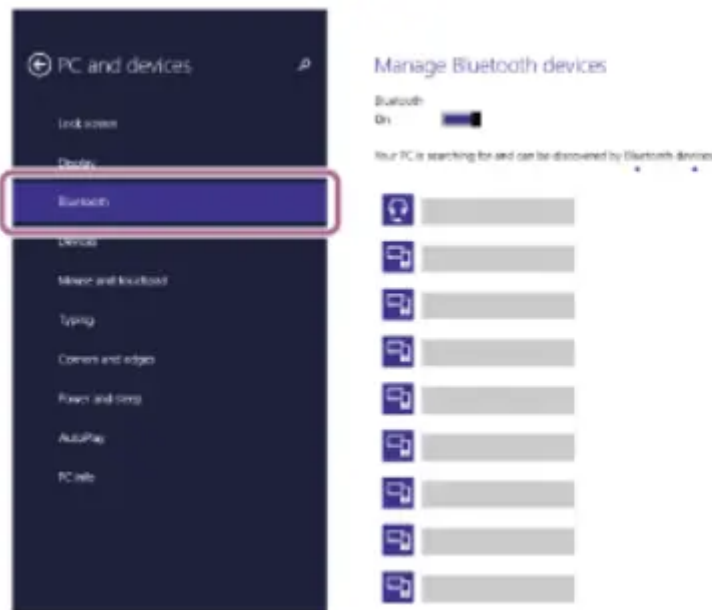 PC and devices
Lock screen
Display
Bluetooth
Devices
Mouse and touchpad
Typing
Corners and edges
Power and sleep
AutoPlay
PC info
Manage Bluetooth devices
Bluetooth
On
Your PC is searching for and can be discovered by Bluetooth devices